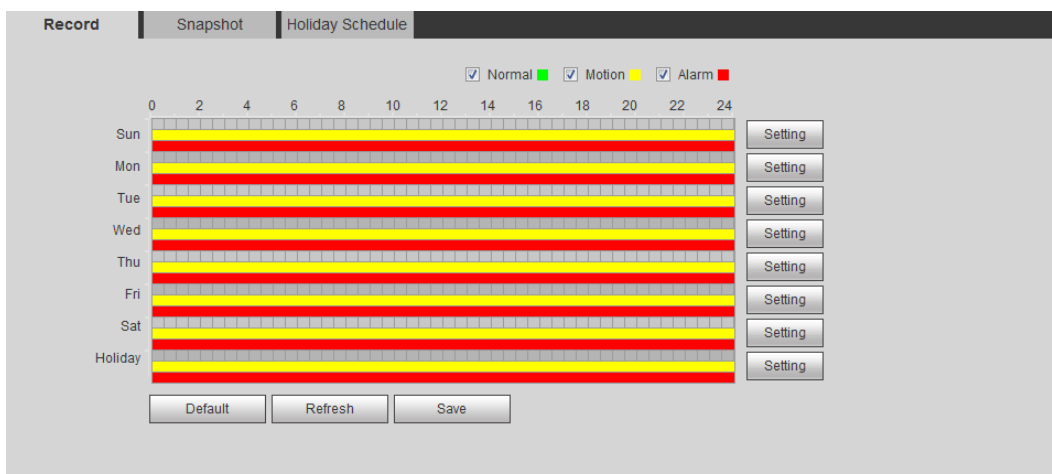 Record Snapshot Holiday Schedule
Normal Motion Alarm
0 2 4 6 8 10 12 14 16 18 20 22 24
Sun Setting
Mon Setting
Tue Setting
Wed Setting
Thu Setting
Fri Setting
Sat Setting
Holiday Setting
Default Refresh Save